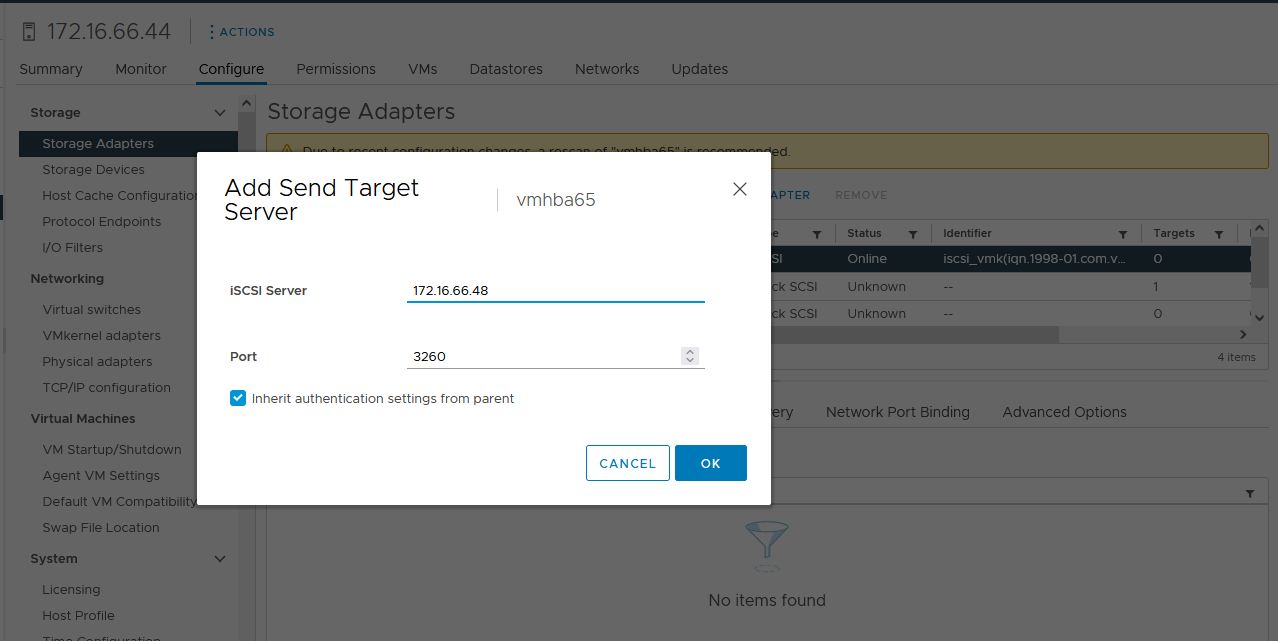 172.16.66.44
ACTIONS
Summary Monitor Configure Permissions VMs Datastores Networks Updates
Storage
Storage Adapters
Storage Devices
Host Cache Configuration
Protocol Endpoints
I/O Filters
Networking
Virtual switches
VMkernel adapters
Physical adapters
TCP/IP configuration
Virtual Machines
VM Startup/Shutdown
Agent VM Settings
Default VM Compatibility
Swap File Location
System
Licensing
Host Profile
Time Configuration
Storage Adapters
Due to recent configuration changes, a rescan of "vmhba65" is recommended.
APTER REMOVE
e Status Identifier Targets
SI Online iscsi_vmk(iqn.1998-01.com.v... 0
ck SCSI Unknown -- 1
ck SCSI Unknown -- 0
4 items
ery Network Port Binding Advanced Options
No items found
Add Send Target
Server
vmhba65
iSCSI Server 172.16.66.48
Port 3260
Inherit authentication settings from parent
CANCEL OK